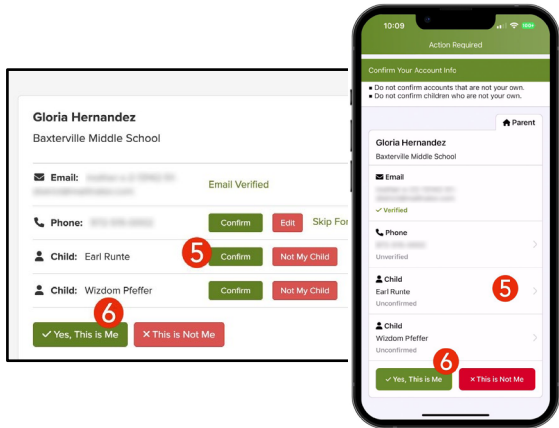 Gloria Hernandez
Baxterville Middle School
Email:
Email Verified
Phone:
Confirm
Edit
Skip For
Child: Earl Runte
5
Confirm
Not My Child
Child: Wizdom Pfeffer
Confirm
Not My Child
6
Yes, This is Me
× This is Not Me
10:09
Action Required
Confirm Your Account Info
▪ Do not confirm accounts that are not your own.
▪ Do not confirm children who are not your own.
Parent
Gloria Hernandez
Baxterville Middle School
Email
Verified
Phone
Unverified
Child
Earl Runte
5
Unconfirmed
Child
Wizdom Pfeffer
Unconfirmed
6
Yes, This is Me
× This is Not Me